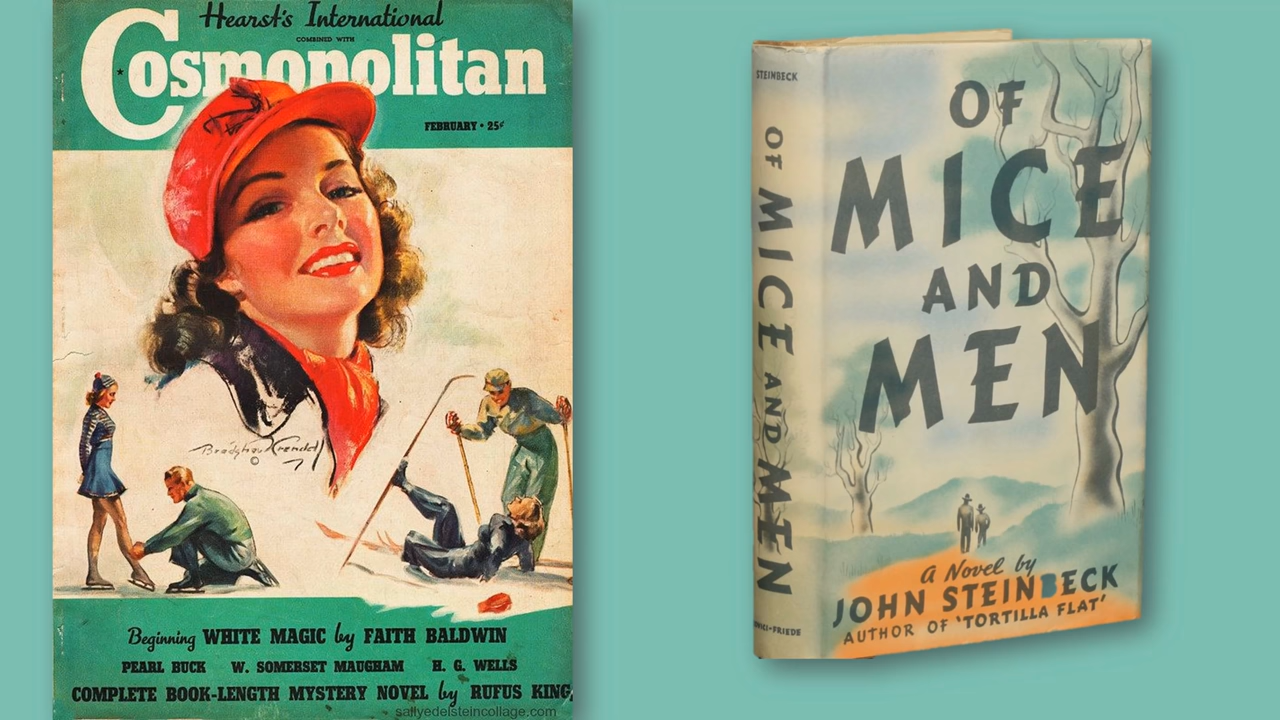 Hearst's International
COMBINED WITH
Cosmopolitan
FEBRUARY • 25¢
Bradshaw Crandell
©
Beginning WHITE MAGIC by FAITH BALDWIN
PEARL BUCK W. SOMERSET MAUGHAM H. G. WELLS
COMPLETE BOOK-LENGTH MYSTERY NOVEL by RUFUS KING
sallyedelsteincollage.com
STEINBECK
OF MICE AND MEN
OF
MICE
AND
MEN
A Novel by
JOHN STEINBECK
AUTHOR OF 'TORTILLA FLAT'